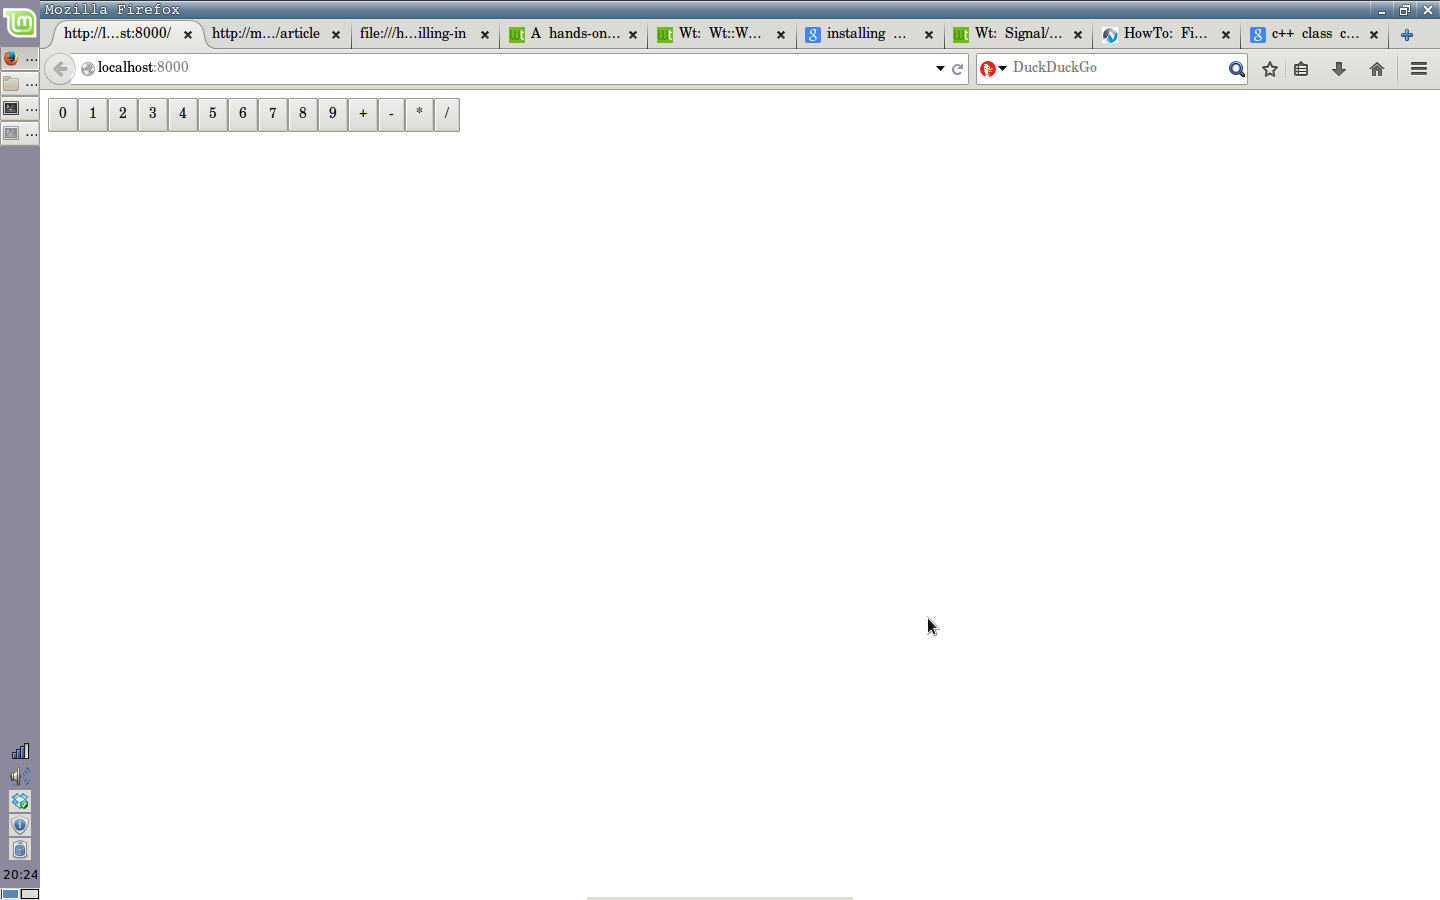 Mozilla Firefox
http://l...st:8000/ http://m.../article file:///h...illing-in A hands-on... Wt: Wt::W... installing ... Wt: Signal/... HowTo: Fi... c++ class c...
localhost:8000 DuckDuckGo
0 1 2 3 4 5 6 7 8 9 + - * /
...
...
...
...
20:24